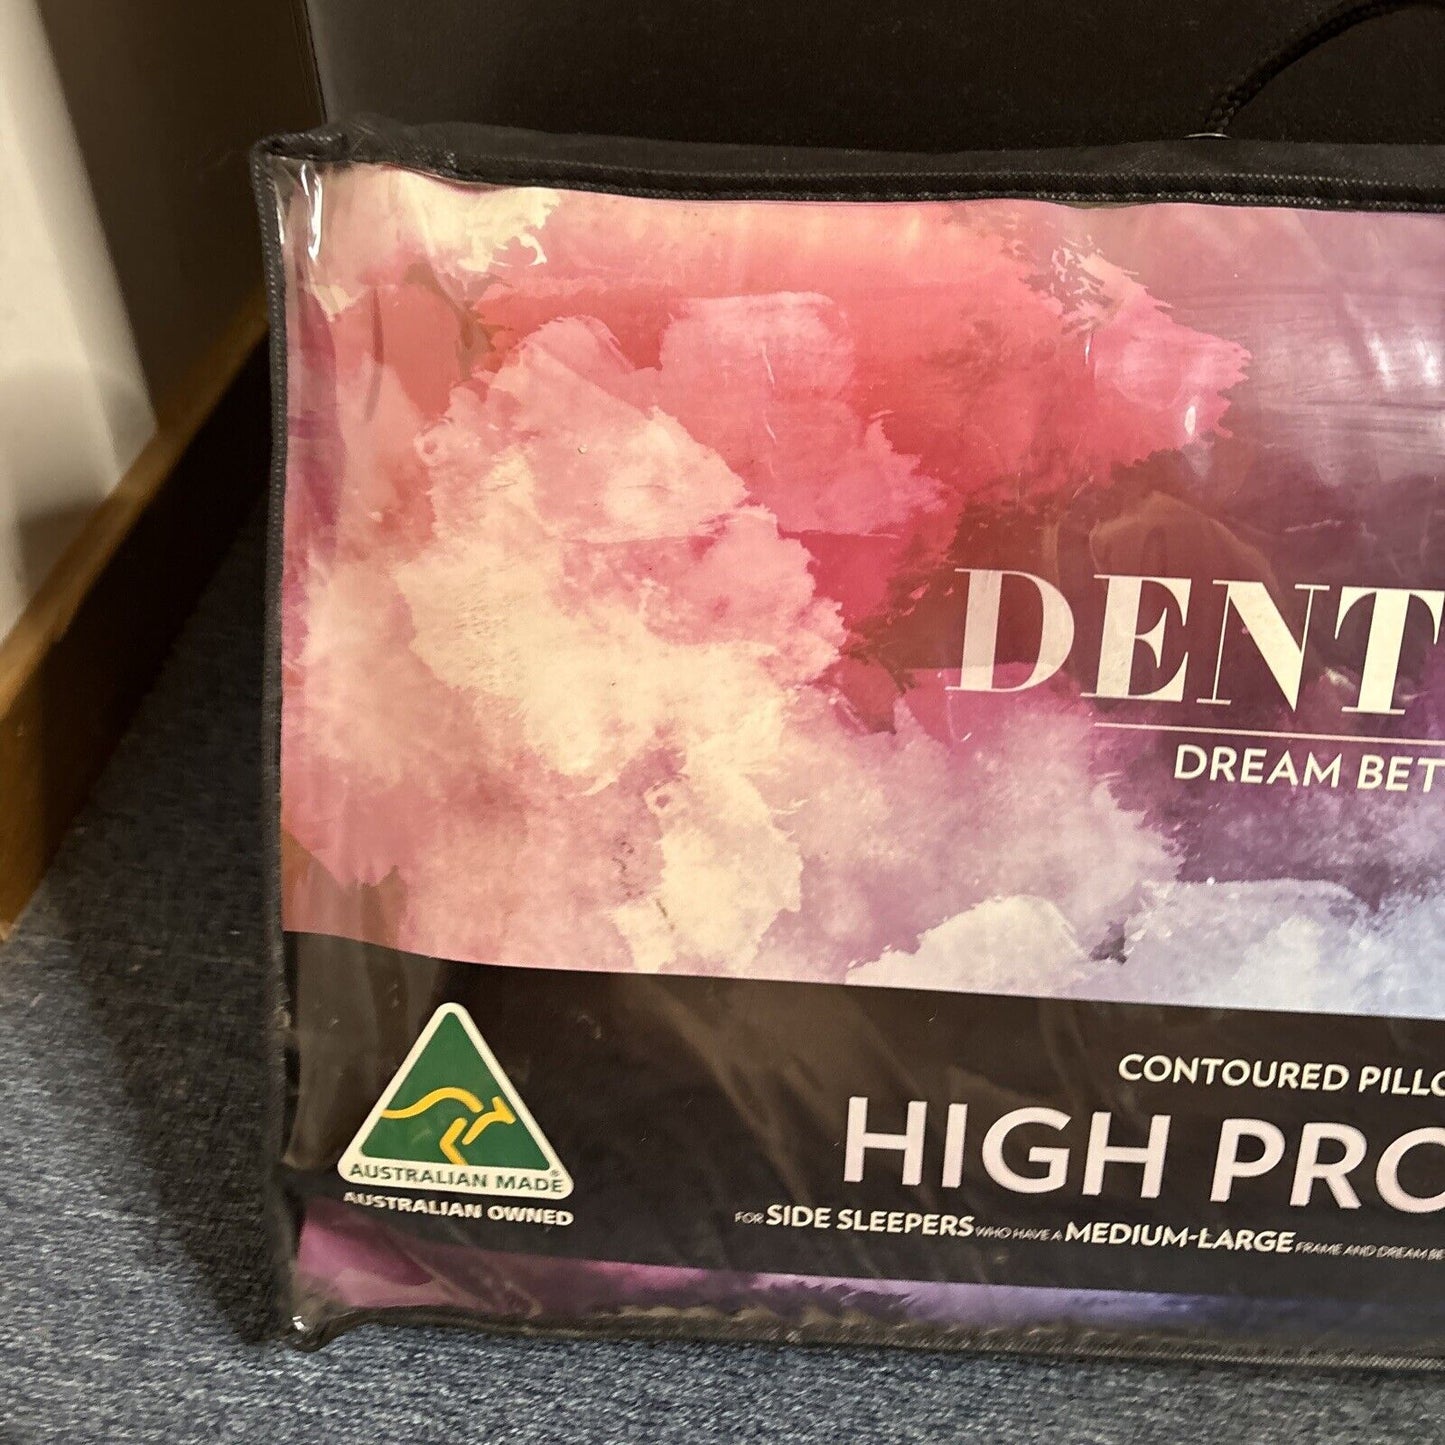 DENT
DREAM BET
CONTOURED PILLO
HIGH PRO
FOR SIDE SLEEPERS WHO HAVE A MEDIUM-LARGE FRAME AND DREAM BE
AUSTRALIAN MADE
®
AUSTRALIAN OWNED